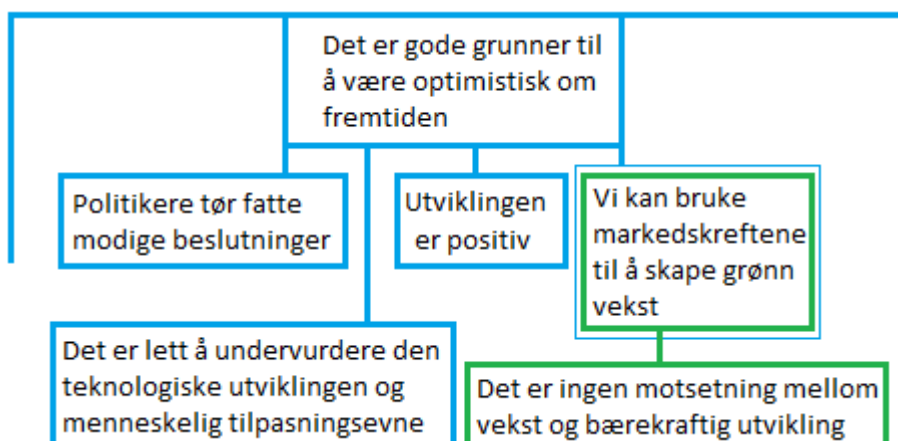 Det er gode grunner til
å være optimistisk om
fremtiden
Politikere tør fatte
modige beslutninger
Utviklingen
er positiv
Vi kan bruke
markedskreftene
til å skape grønn
vekst
Det er lett å undervurdere den
teknologiske utviklingen og
menneskelig tilpasningsevne
Det er ingen motsetning mellom
vekst og bærekraftig utvikling